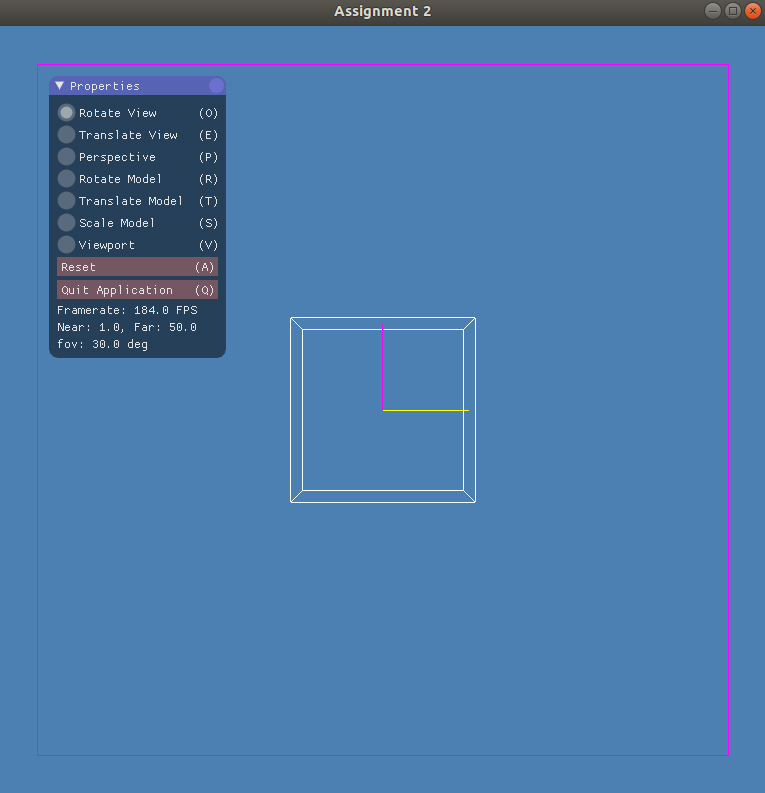 Assignment 2
Properties
Rotate View (O)
Translate View (E)
Perspective (P)
Rotate Model (R)
Translate Model (T)
Scale Model (S)
Viewport (V)
Reset (A)
Quit Application (Q)
Framerate: 184.0 FPS
Near: 1.0, Far: 50.0
fov: 30.0 deg